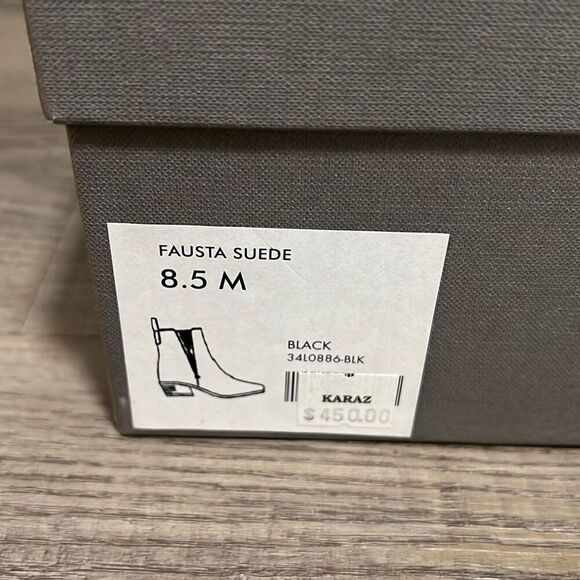 FAUSTA SUEDE
8.5 M
BLACK
34L0886-BLK
KARAZ
$450.00